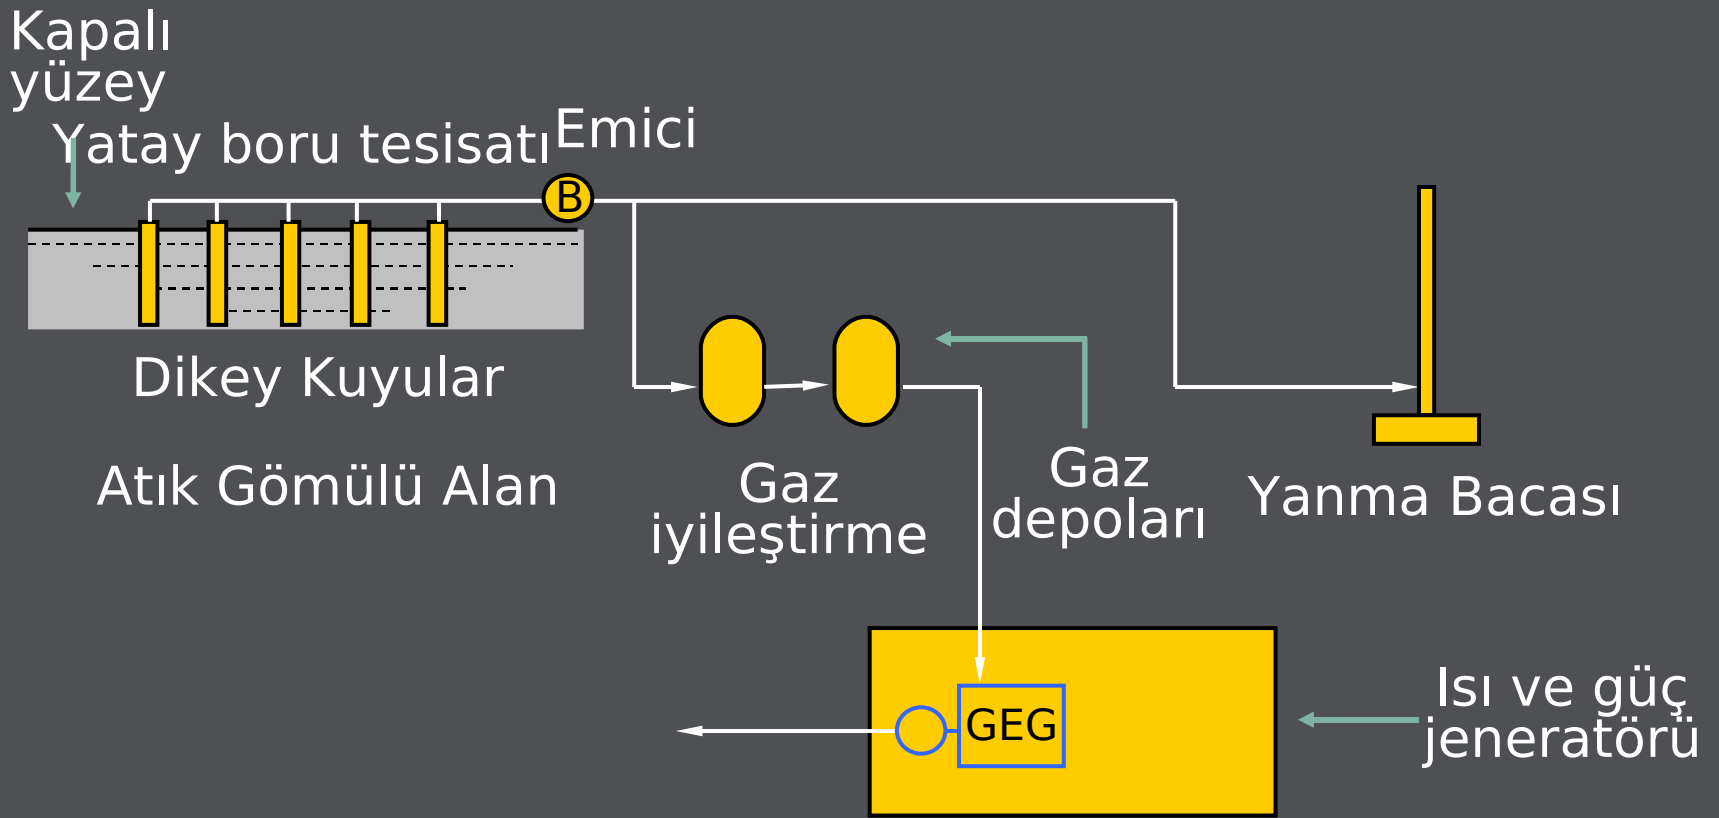 Kapalı
yüzey
Yatay boru tesisatı
Emici
B
Dikey Kuyular
Atık Gömülü Alan
Gaz
iyileştirme
Gaz
depoları
Yanma Bacası
GEG
Isı ve güç
jeneratörü